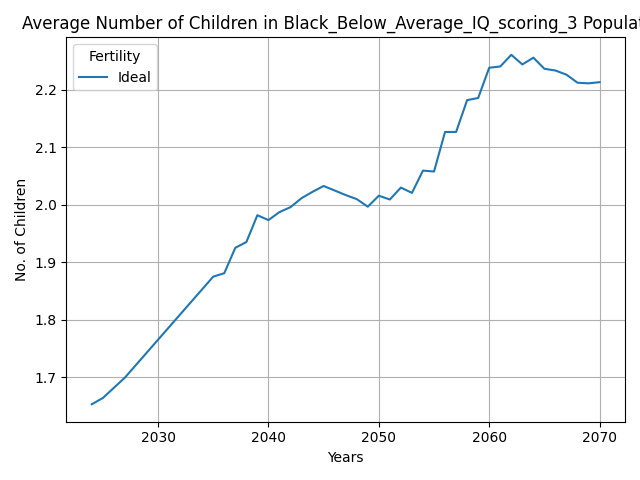 Average Number of Children in Black_Below_Average_IQ_scoring_3 Populat
Fertility
Ideal
No. of Children
2.2
2.1
2.0
1.9
1.8
1.7
2030 2040 2050 2060 2070
Years